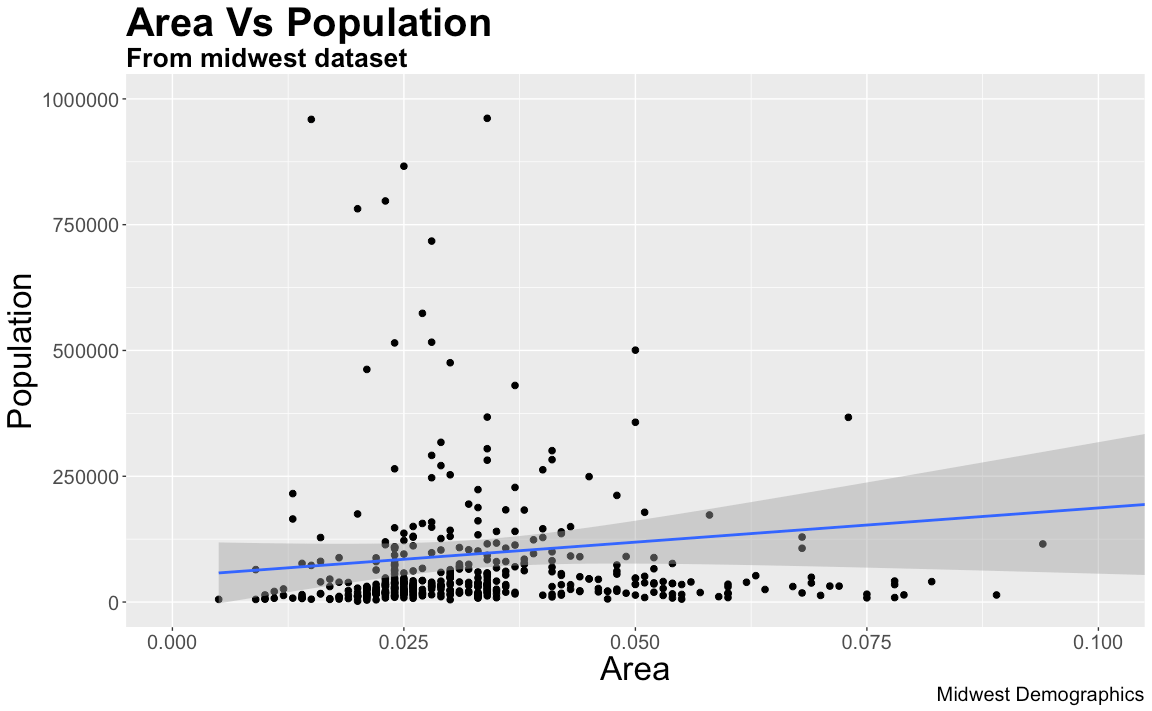 Area Vs Population
From midwest dataset
1000000
750000
500000
250000
0
Population
0.000 0.025 0.050 0.075 0.100
Area
Midwest Demographics